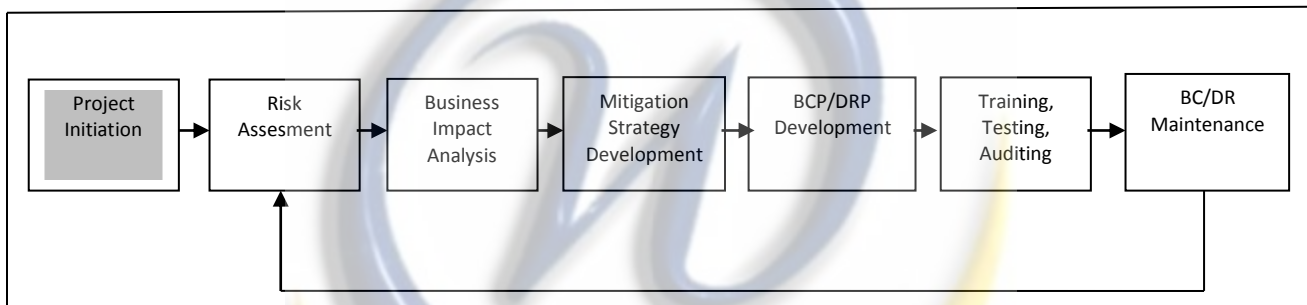 Project
Initiation
Risk
Assesment
Business
Impact
Analysis
Mitigation
Strategy
Development
BCP/DRP
Development
Training,
Testing,
Auditing
BC/DR
Maintenance